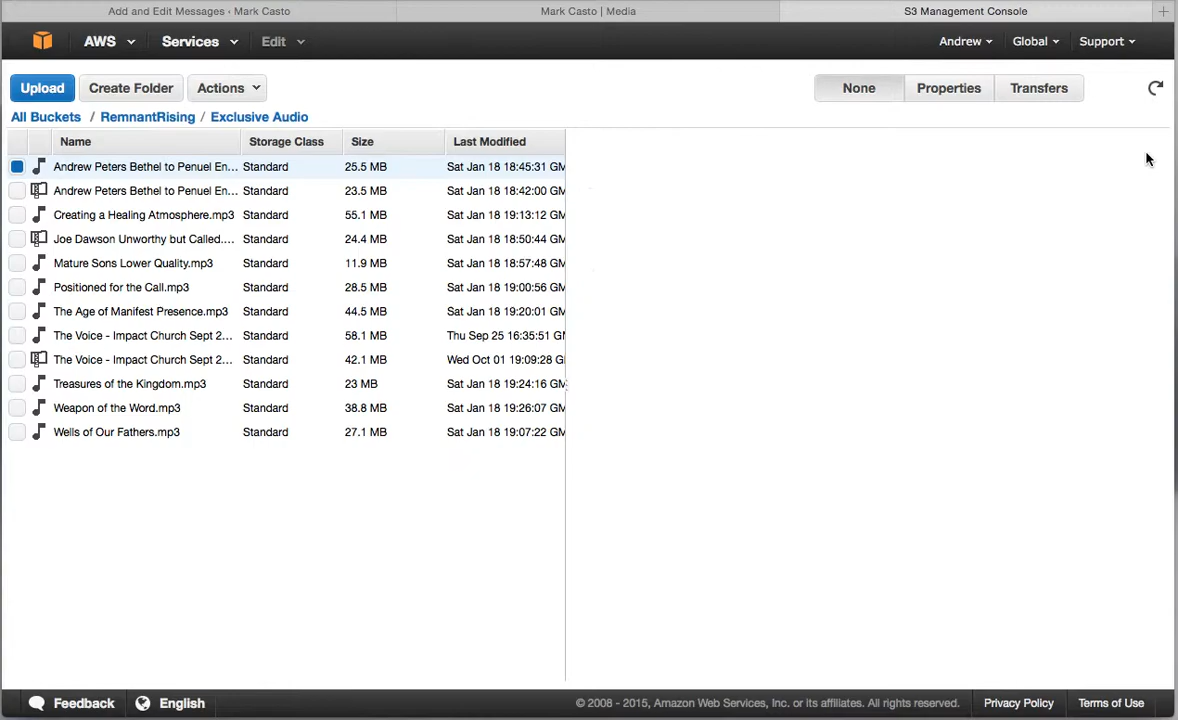 Add and Edit Messages ‹ Mark Casto
Mark Casto | Media
S3 Management Console
AWS Services Edit Andrew Global Support
Upload Create Folder Actions None Properties Transfers
All Buckets / RemnantRising / Exclusive Audio
Name Storage Class Size Last Modified
Andrew Peters Bethel to Penuel En... Standard 25.5 MB Sat Jan 18 18:45:31 GM
Andrew Peters Bethel to Penuel En... Standard 23.5 MB Sat Jan 18 18:42:00 GM
Creating a Healing Atmosphere.mp3 Standard 55.1 MB Sat Jan 18 19:13:12 GM
Joe Dawson Unworthy but Called.... Standard 24.4 MB Sat Jan 18 18:50:44 GM
Mature Sons Lower Quality.mp3 Standard 11.9 MB Sat Jan 18 18:57:48 GM
Positioned for the Call.mp3 Standard 28.5 MB Sat Jan 18 19:00:56 GM
The Age of Manifest Presence.mp3 Standard 44.5 MB Sat Jan 18 19:20:01 GM
The Voice - Impact Church Sept 2... Standard 58.1 MB Thu Sep 25 16:35:51 G
The Voice - Impact Church Sept 2... Standard 42.1 MB Wed Oct 01 19:09:28 G
Treasures of the Kingdom.mp3 Standard 23 MB Sat Jan 18 19:24:16 GM
Weapon of the Word.mp3 Standard 38.8 MB Sat Jan 18 19:26:07 GM
Wells of Our Fathers.mp3 Standard 27.1 MB Sat Jan 18 19:07:22 GM
Feedback English © 2008 - 2015, Amazon Web Services, Inc. or its affiliates. All rights reserved. Privacy Policy Terms of Use